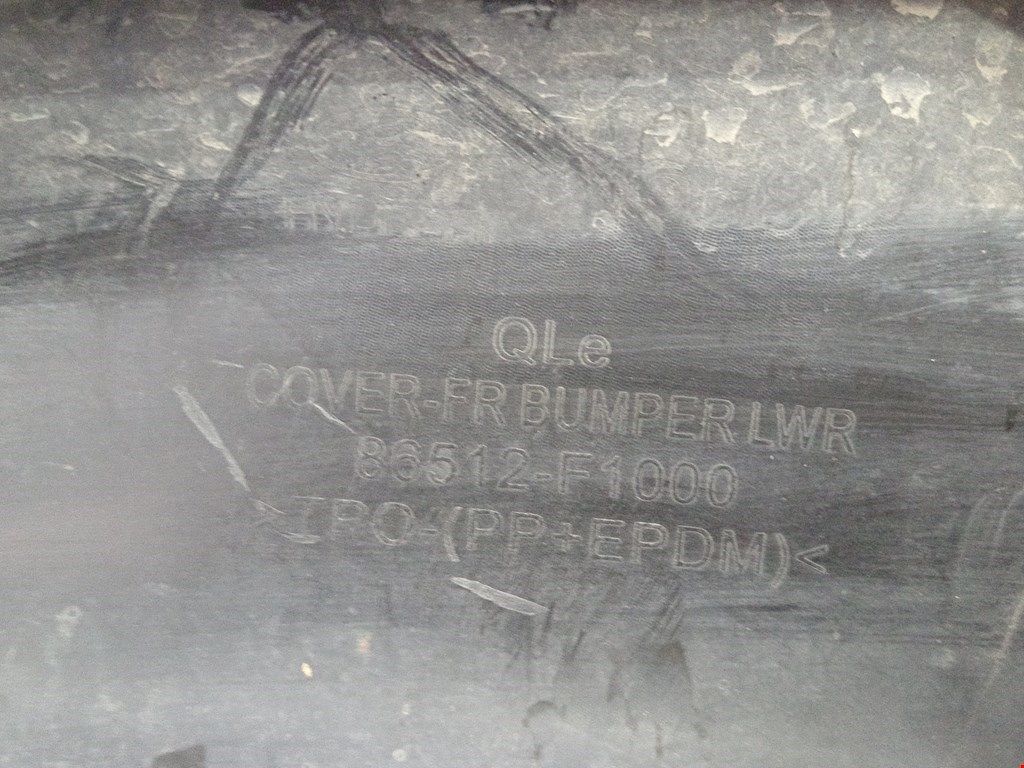 QLe
COVER-FR BUMPER LWR
86512-F1000
>TPO-(PP+EPDM)<